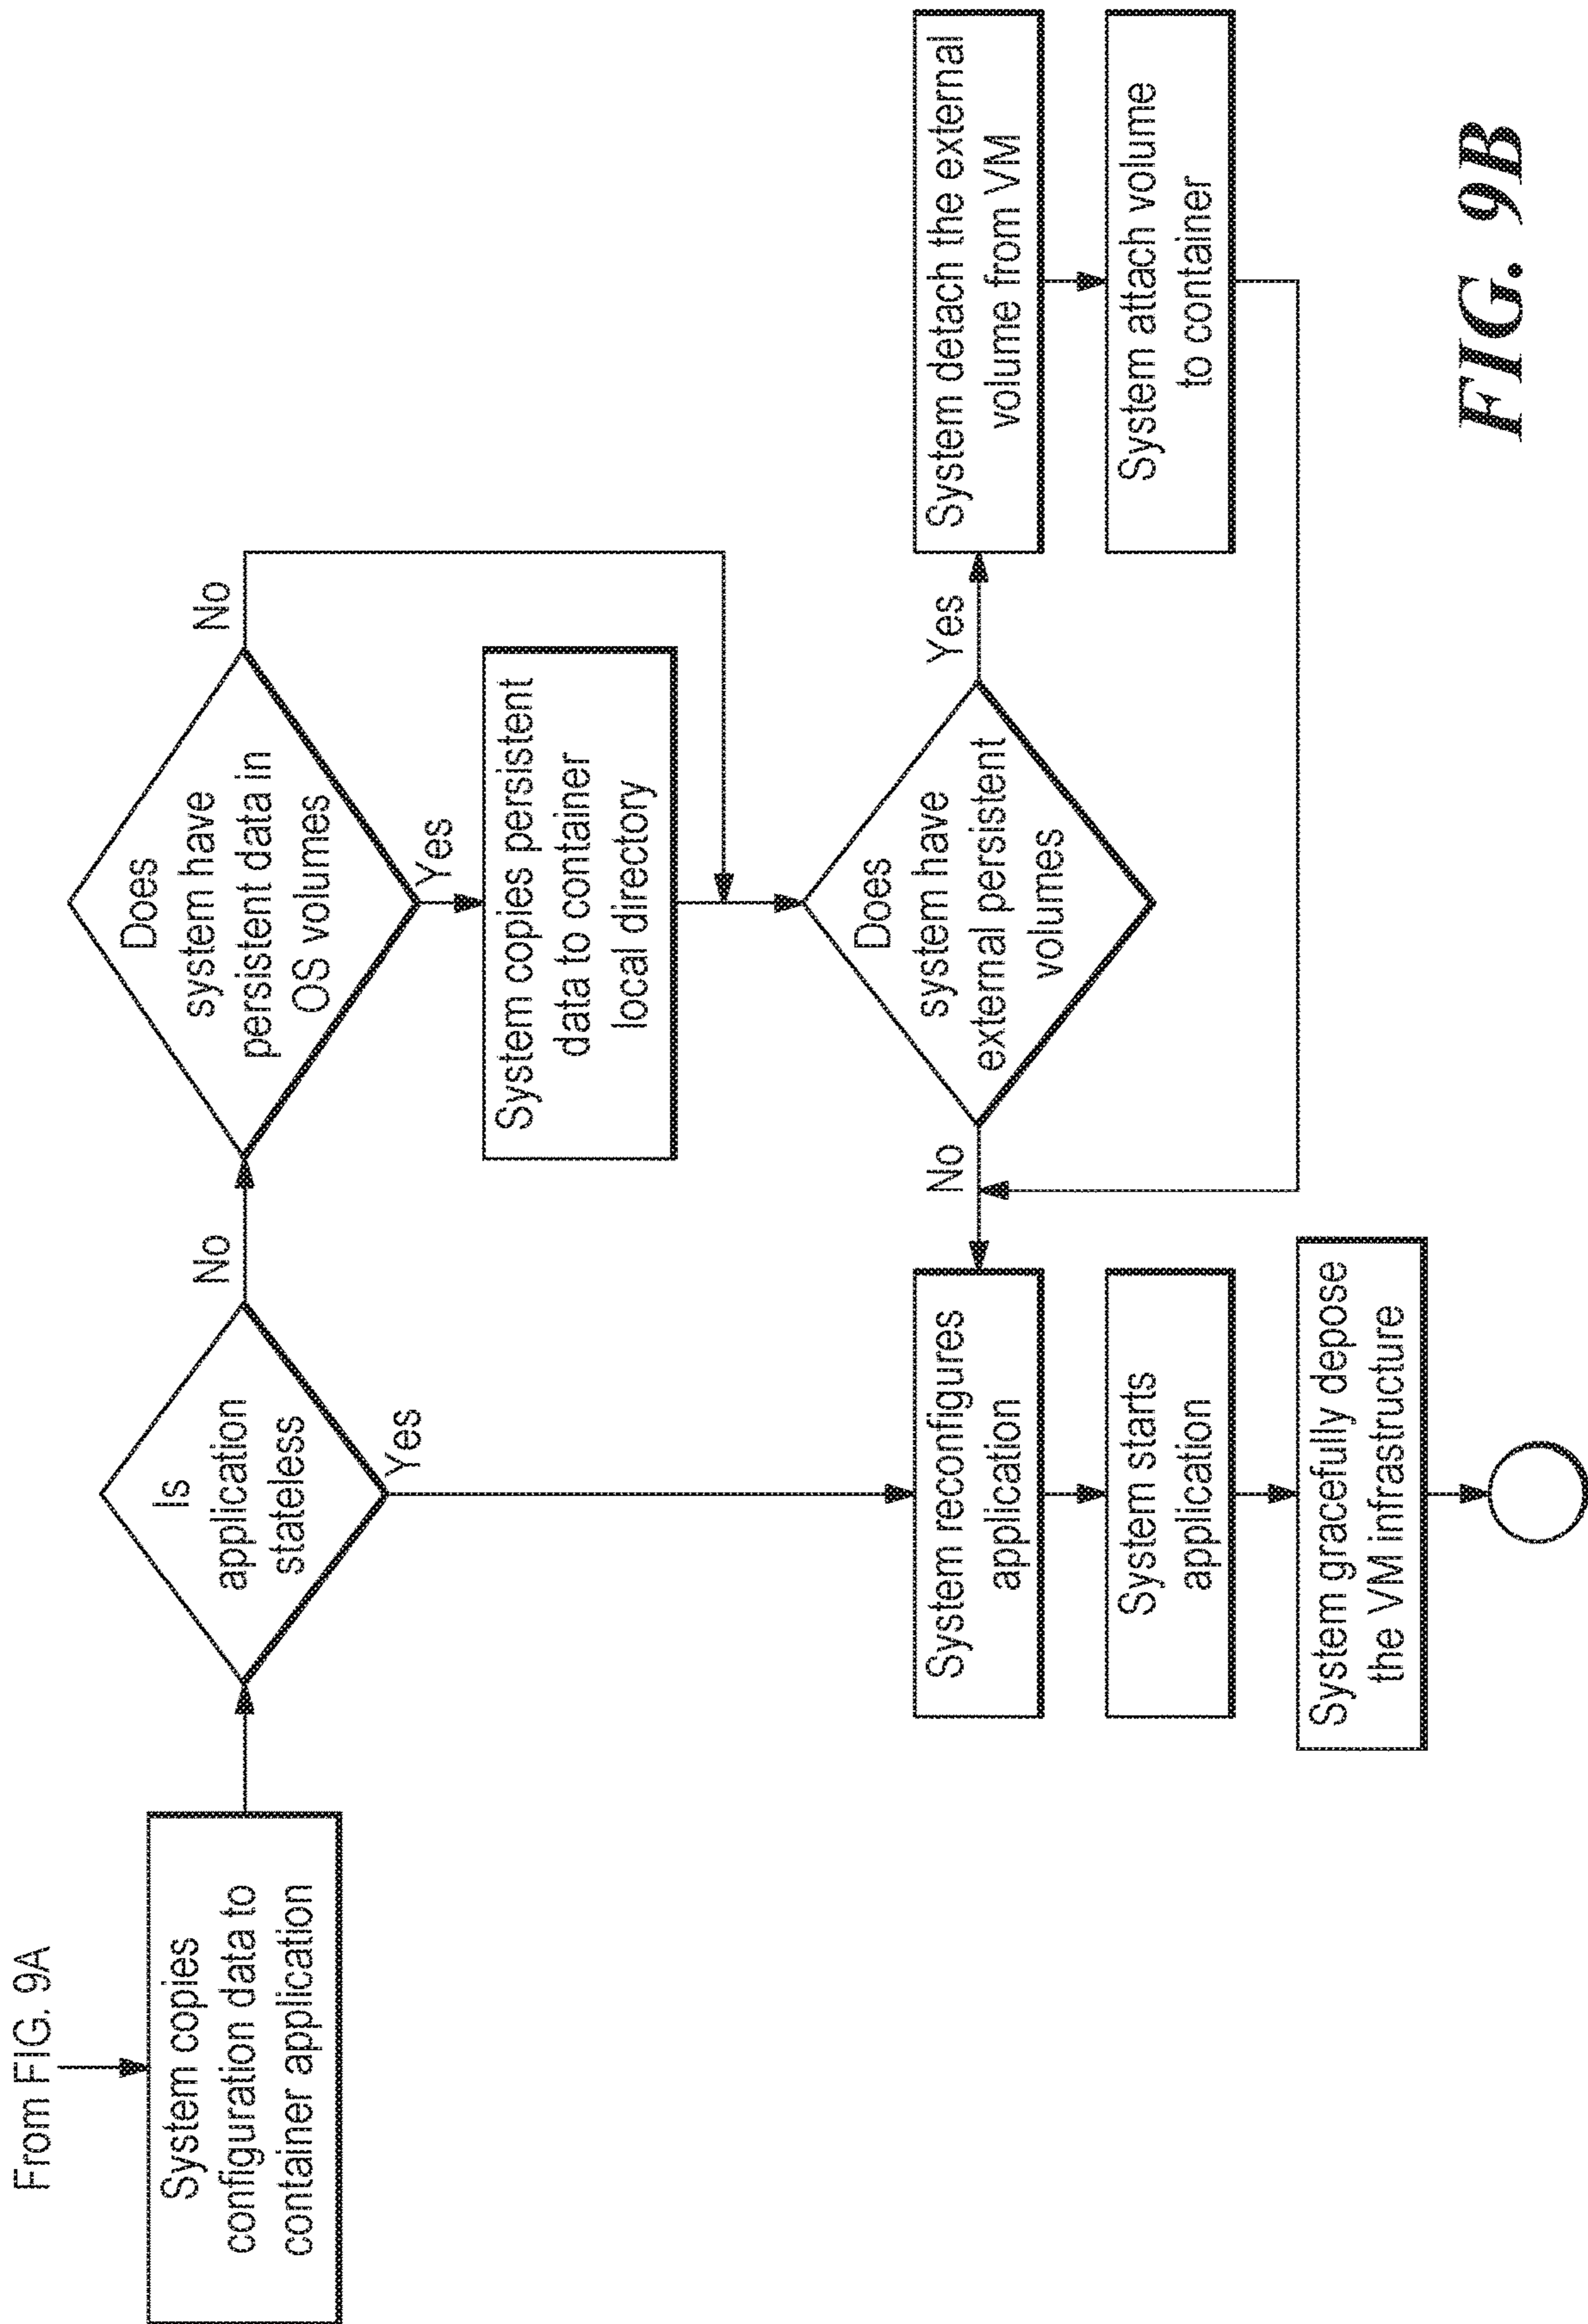 From FIG. 9A
System copies
configuration data to
container application
Is
application
stateless
No
Yes
Does
system have
persistent data in
OS volumes
No
Yes
System copies persistent
data to container
local directory
Does
system have
external persistent
volumes
Yes
No
System detach the external
volume from VM
System attach volume
to container
System reconfigures
application
System starts
application
System gracefully depose
the VM infrastructure
FIG. 9B